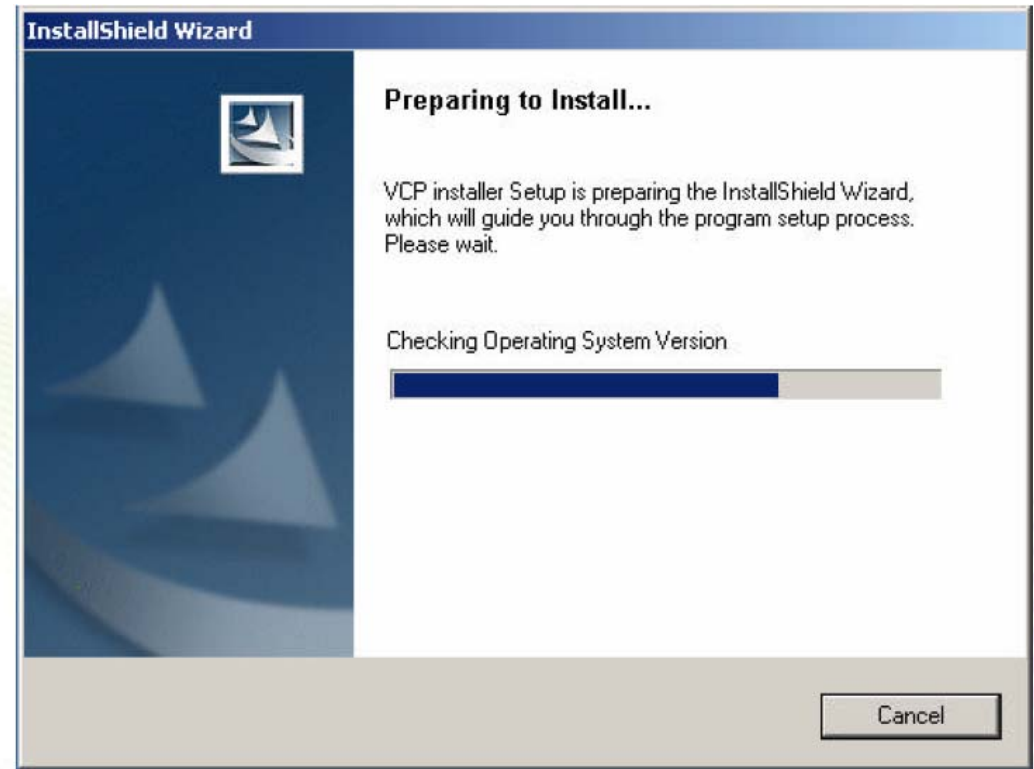 InstallShield Wizard
Preparing to Install...
VCP installer Setup is preparing the InstallShield Wizard,
which will guide you through the program setup process.
Please wait.
Checking Operating System Version
Cancel